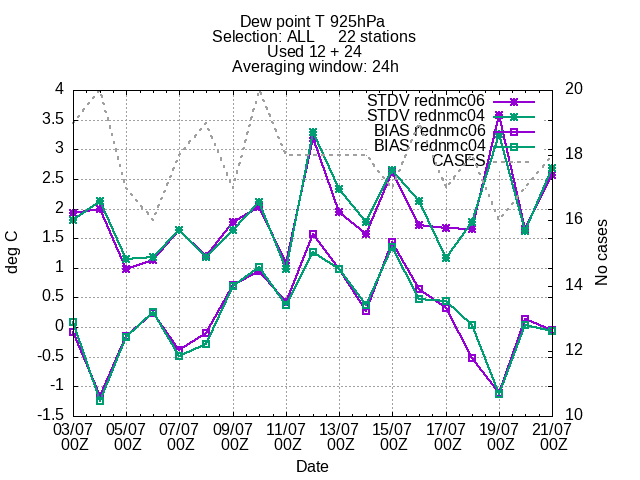 Dew point T 925hPa
Selection: ALL     22 stations
Used 12 + 24
Averaging window: 24h
STDV rednmc06
STDV rednmc04
BIAS rednmc06
BIAS rednmc04
CASES
4
3.5
3
2.5
2
1.5
1
0.5
0
-0.5
-1
-1.5
deg C
20
18
16
14
12
10
No cases
03/07 05/07 07/07 09/07 11/07 13/07 15/07 17/07 19/07 21/07
00Z 00Z 00Z 00Z 00Z 00Z 00Z 00Z 00Z 00Z
Date